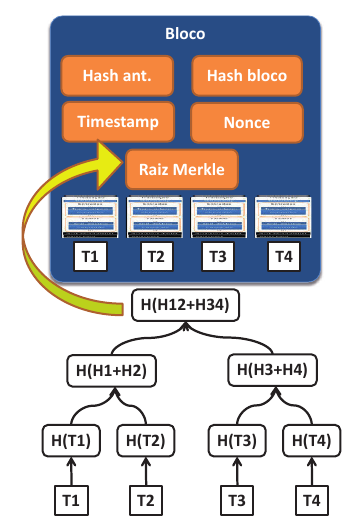 Bloco
Hash ant. Hash bloco
Timestamp Nonce
Raiz Merkle
T1 T2 T3 T4
H(H12+H34)
H(H1+H2) H(H3+H4)
H(T1) H(T2) H(T3) H(T4)
T1 T2 T3 T4